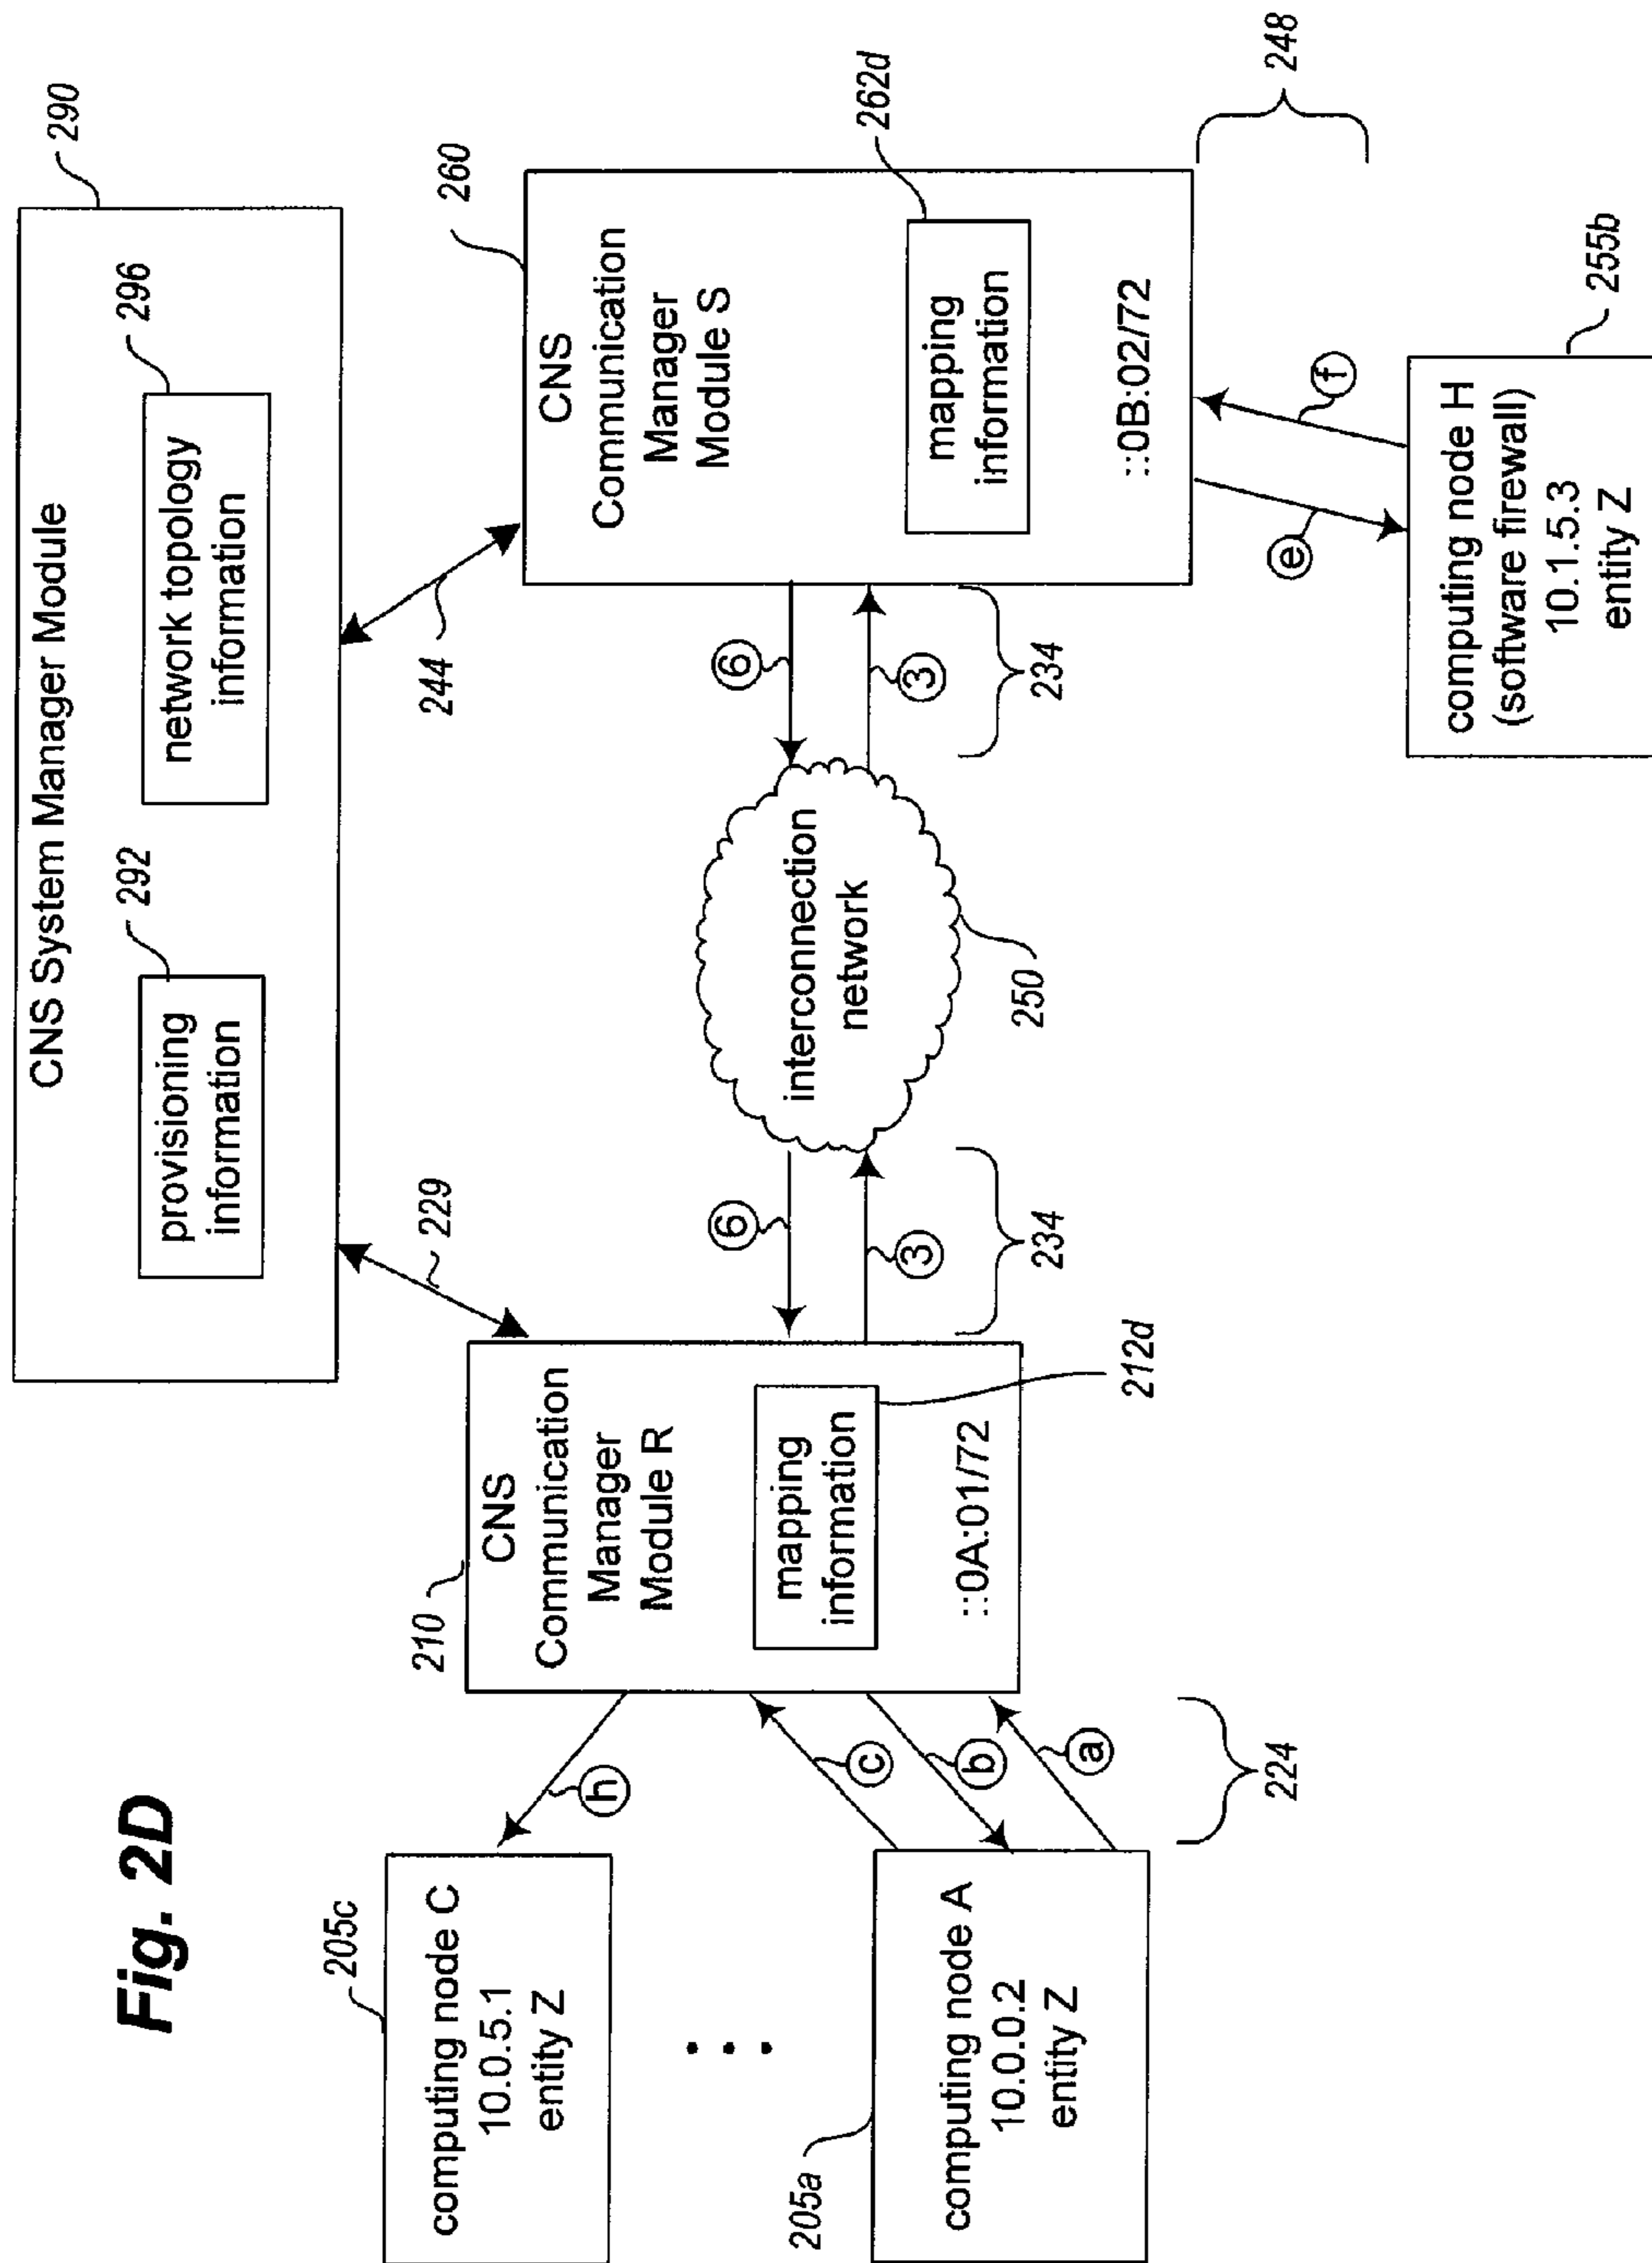 Fig. 2D
CNS System Manager Module
290
provisioning
information
292
network topology
information
296
229
244
210
CNS
Communication
Manager
Module R
mapping
information
212d
::0A:01/72
260
CNS
Communication
Manager
Module S
mapping
information
262d
::0B:02/72
interconnection
network
250
6
3
234
6
3
234
205c
computing node C
10.0.5.1
entity Z
205a
computing node A
10.0.0.2
entity Z
h
c
b
a
224
e
f
248
computing node H
(software firewall)
10.1.5.3
entity Z
255b